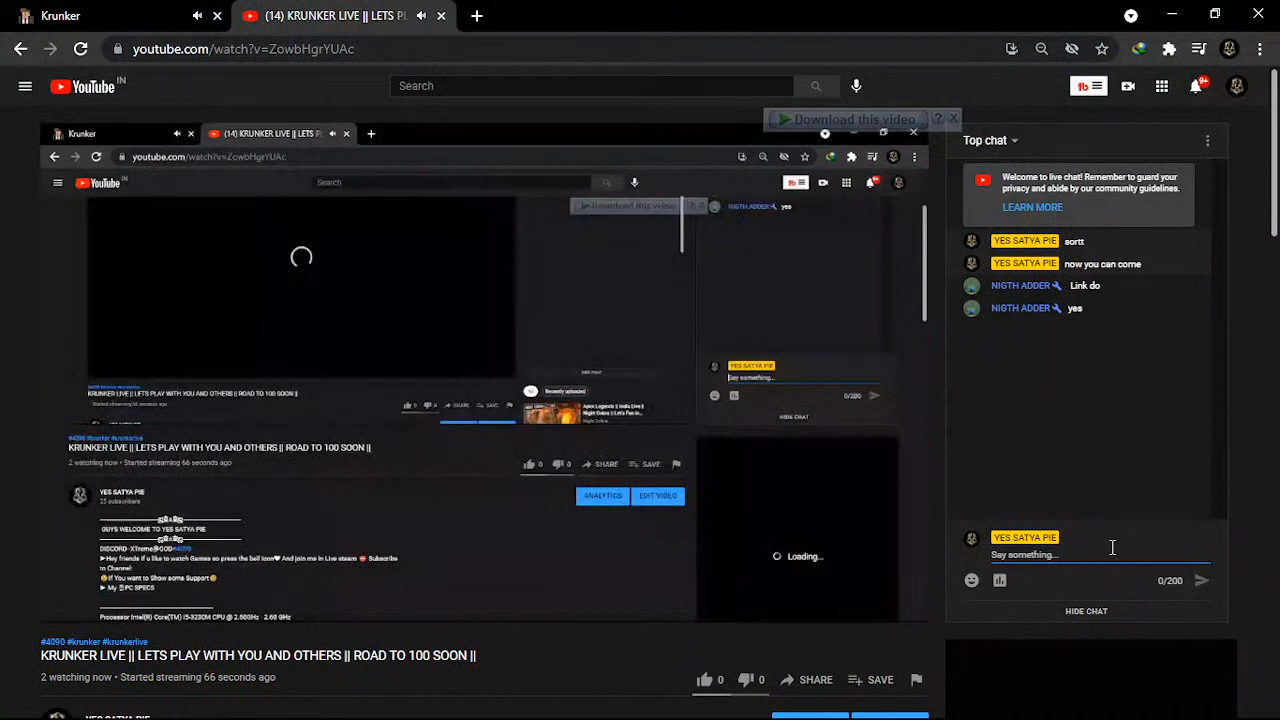 Krunker
(14) KRUNKER LIVE || LETS PL
youtube.com/watch?v=ZowbHgrYUAc
YouTube IN
Search
9+
Download this video ?
Krunker
(14) KRUNKER LIVE || LETS P
youtube.com/watch?v=ZowbHgrYUAc
YouTube IN
Search
Download this video
NIGTH ADDER yes
YES SATYA PIE
Say something...
0/200
HIDE CHAT
HIDE CHAT
KRUNKER LIVE || LETS PLAY WITH YOU AND OTHERS || ROAD TO 100 SOON ||
Started streaming 66 seconds ago
0 0 SHARE SAVE
Recently uploaded
Apex Legends || India Live ||
#4090 #krunker #krunkerlive
KRUNKER LIVE || LETS PLAY WITH YOU AND OTHERS || ROAD TO 100 SOON ||
2 watching now • Started streaming 66 seconds ago
0 0 SHARE SAVE
YES SATYA PIE
25 subscribers
ANALYTICS EDIT VIDEO
GUYS WELCOME TO YES SATYA PIE
DISCORD- XTreme@GOD#4090
Hey friends if u like to watch Games so press the bell icon And join me in Live steam Subscribe
to Channel:
If You want to Show some Support
My PC SPECS
Processor Intel(R) Core(TM) i5-3230M CPU @ 2.60GHz 2.60 GHz
Loading...
#4090 #krunker #krunkerlive
KRUNKER LIVE || LETS PLAY WITH YOU AND OTHERS || ROAD TO 100 SOON ||
2 watching now • Started streaming 66 seconds ago
0 0 SHARE SAVE
YES SATYA PIE
Top chat
Welcome to live chat! Remember to guard your
privacy and abide by our community guidelines.
LEARN MORE
YES SATYA PIE sortt
YES SATYA PIE now you can come
NIGTH ADDER Link do
NIGTH ADDER yes
YES SATYA PIE
Say something...
0/200
HIDE CHAT